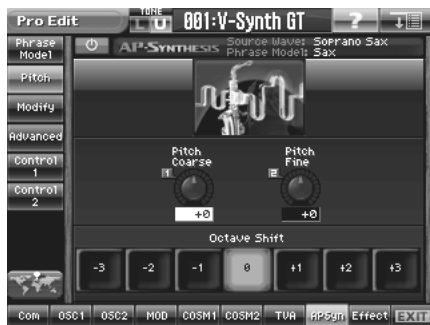 Pro Edit TONE L U 001:V-Synth GT ?
Phrase Model
AP-SYNTHESIS Source Wave: Soprano Sax
Phrase Model: Sax
Pitch
Modify
Advanced
Control 1
Control 2
Pitch Coarse Pitch Fine
1 2
+0 +0
Octave Shift
-3 -2 -1 0 +1 +2 +3
Com OSC1 OSC2 MOD COSM1 COSM2 TVA APSyn Effect EXIT